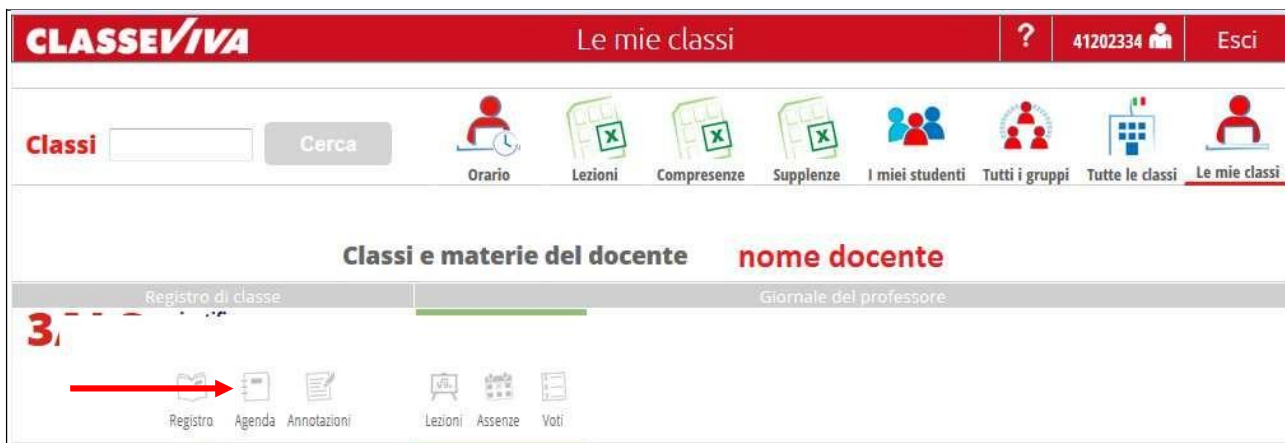 CLASSEVIVA Le mie classi ? 41202334 Esci
Classi Cerca
Orario Lezioni Compresenze Supplenze I miei studenti Tutti i gruppi Tutte le classi Le mie classi
Classi e materie del docente nome docente
Registro di classe Giornale del professore
Registro Agenda Annotazioni Lezioni Assenze Voti